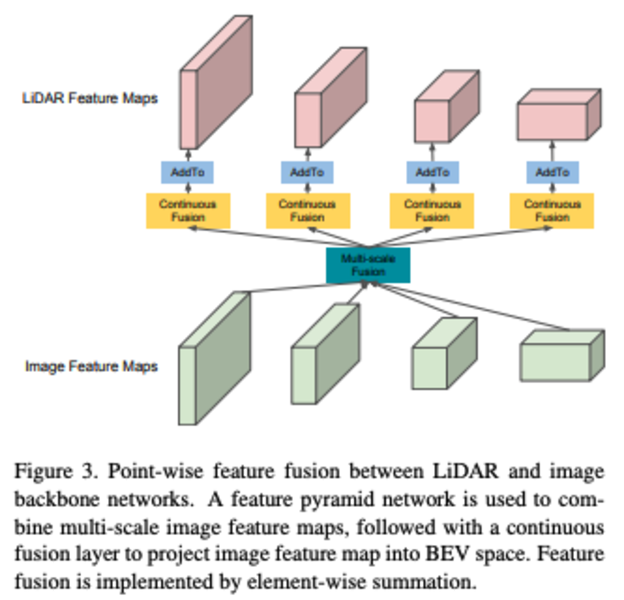 LiDAR Feature Maps
AddTo
AddTo
AddTo
AddTo
Continuous
Fusion
Continuous
Fusion
Continuous
Fusion
Continuous
Fusion
Multi-scale
Fusion
Image Feature Maps
Figure 3. Point-wise feature fusion between LiDAR and image
backbone networks. A feature pyramid network is used to com-
bine multi-scale image feature maps, followed with a continuous
fusion layer to project image feature map into BEV space. Feature
fusion is implemented by element-wise summation.